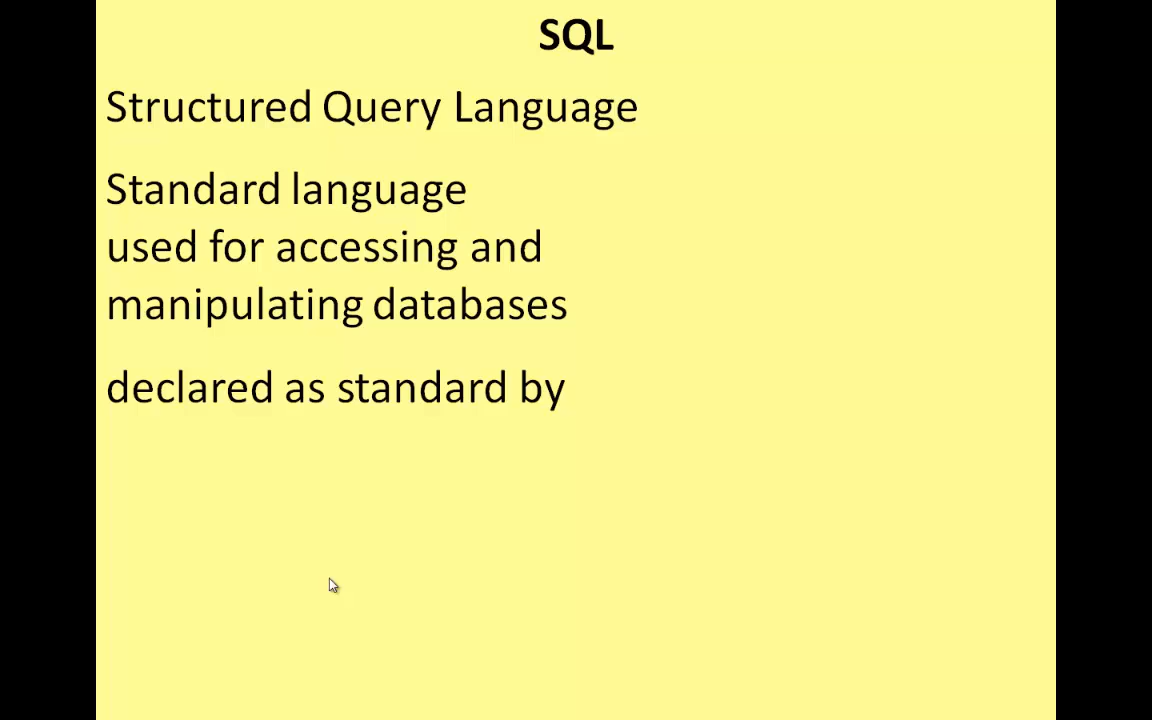 SQL
Structured Query Language
Standard language
used for accessing and
manipulating databases
declared as standard by